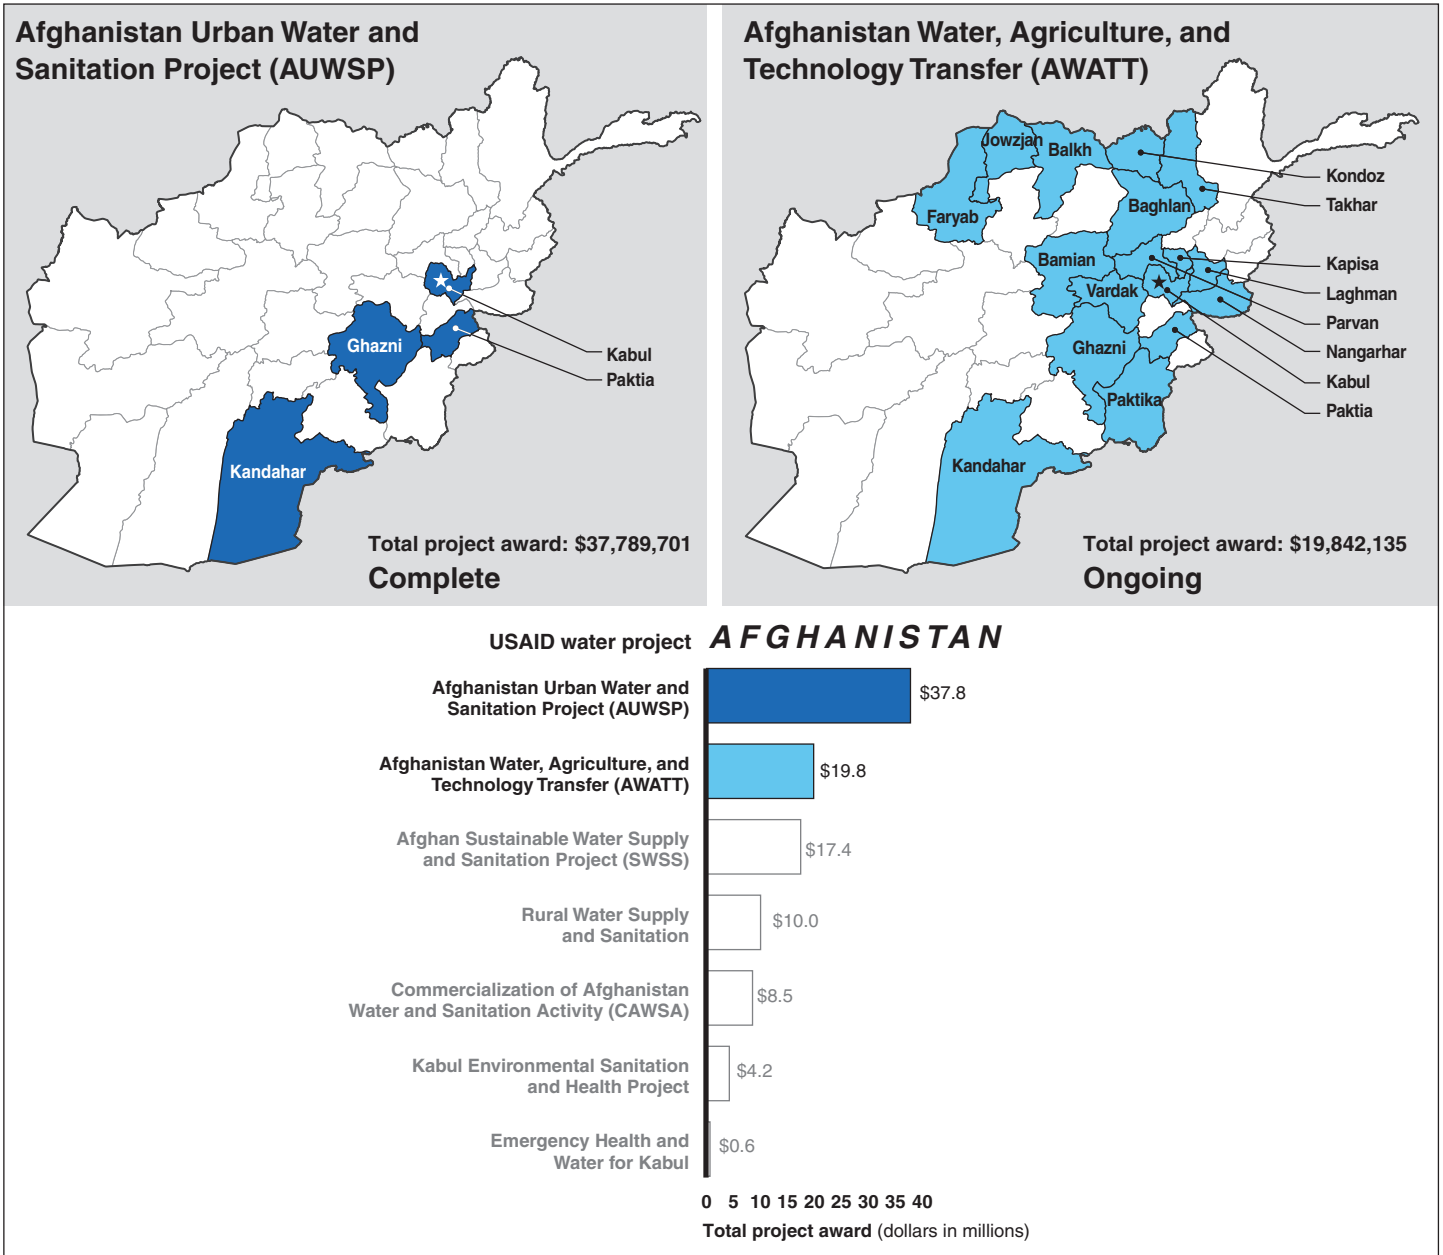 Afghanistan Urban Water and
Sanitation Project (AUWSP)
Ghazni
Kandahar
Kabul
Paktia
Total project award: $37,789,701
Complete
Afghanistan Water, Agriculture, and
Technology Transfer (AWATT)
Jowzjan
Balkh
Faryab
Baghlan
Bamian
Vardak
Ghazni
Paktika
Kandahar
Kondoz
Takhar
Kapisa
Laghman
Parvan
Nangarhar
Kabul
Paktia
Total project award: $19,842,135
Ongoing
USAID water project
AFGHANISTAN
Afghanistan Urban Water and
Sanitation Project (AUWSP)
$37.8
Afghanistan Water, Agriculture, and
Technology Transfer (AWATT)
$19.8
Afghan Sustainable Water Supply
and Sanitation Project (SWSS)
$17.4
Rural Water Supply
and Sanitation
$10.0
Commercialization of Afghanistan
Water and Sanitation Activity (CAWSA)
$8.5
Kabul Environmental Sanitation
and Health Project
$4.2
Emergency Health and
Water for Kabul
$0.6
0 5 10 15 20 25 30 35 40
Total project award (dollars in millions)